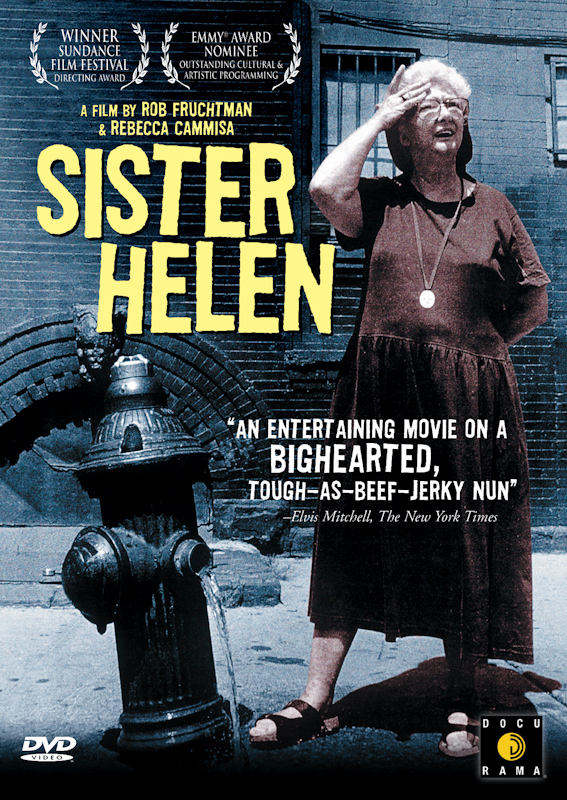 WINNER
SUNDANCE
FILM FESTIVAL
DIRECTING AWARD
EMMY® AWARD
NOMINEE
OUTSTANDING CULTURAL &
ARTISTIC PROGRAMMING
A FILM BY ROB FRUCHTMAN
& REBECCA CAMMISA
SISTER
HELEN
“AN ENTERTAINING MOVIE ON A
BIGHEARTED,
TOUGH–AS–BEEF–JERKY NUN”
–Elvis Mitchell, The New York Times
DVD
VIDEO
DOCU
RAMA